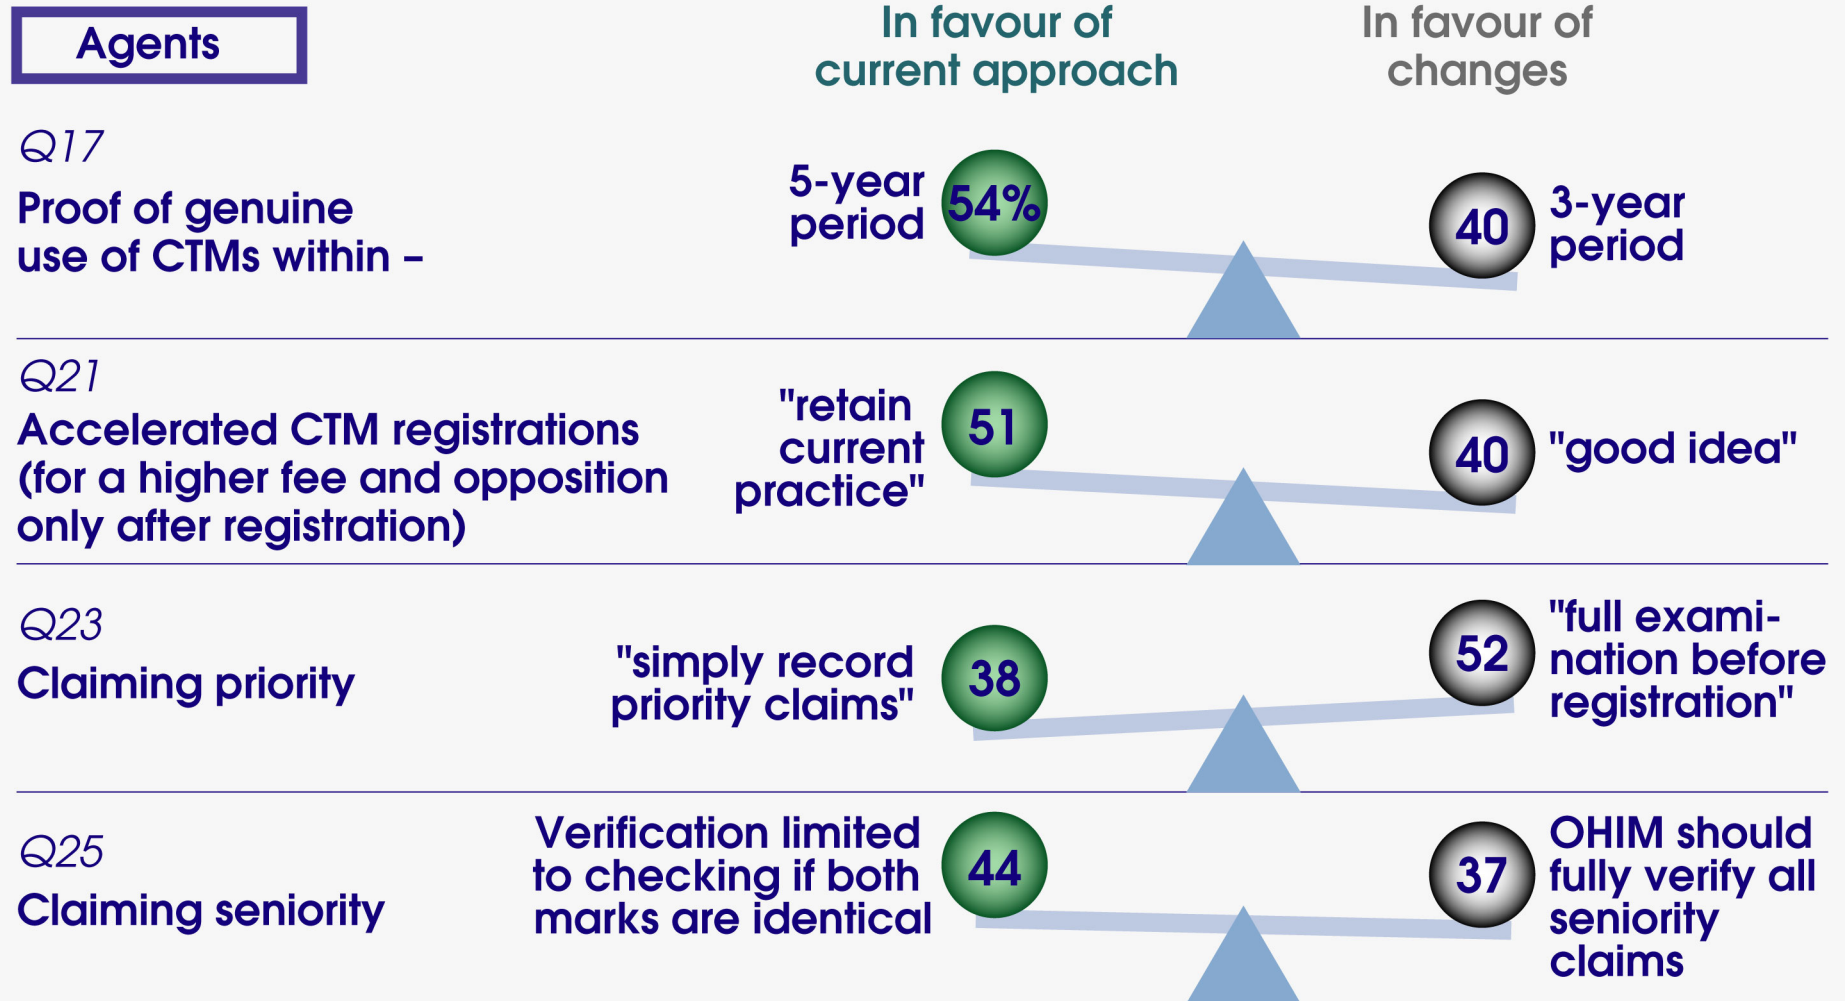 Agents
In favour of
current approach
In favour of
changes
Q17
Proof of genuine
use of CTMs within –
5-year
period
54%
40
3-year
period
Q21
Accelerated CTM registrations
(for a higher fee and opposition
only after registration)
"retain
current
practice"
51
40
"good idea"
Q23
Claiming priority
"simply record
priority claims"
38
52
"full exami-
nation before
registration"
Q25
Claiming seniority
Verification limited
to checking if both
marks are identical
44
37
OHIM should
fully verify all
seniority
claims